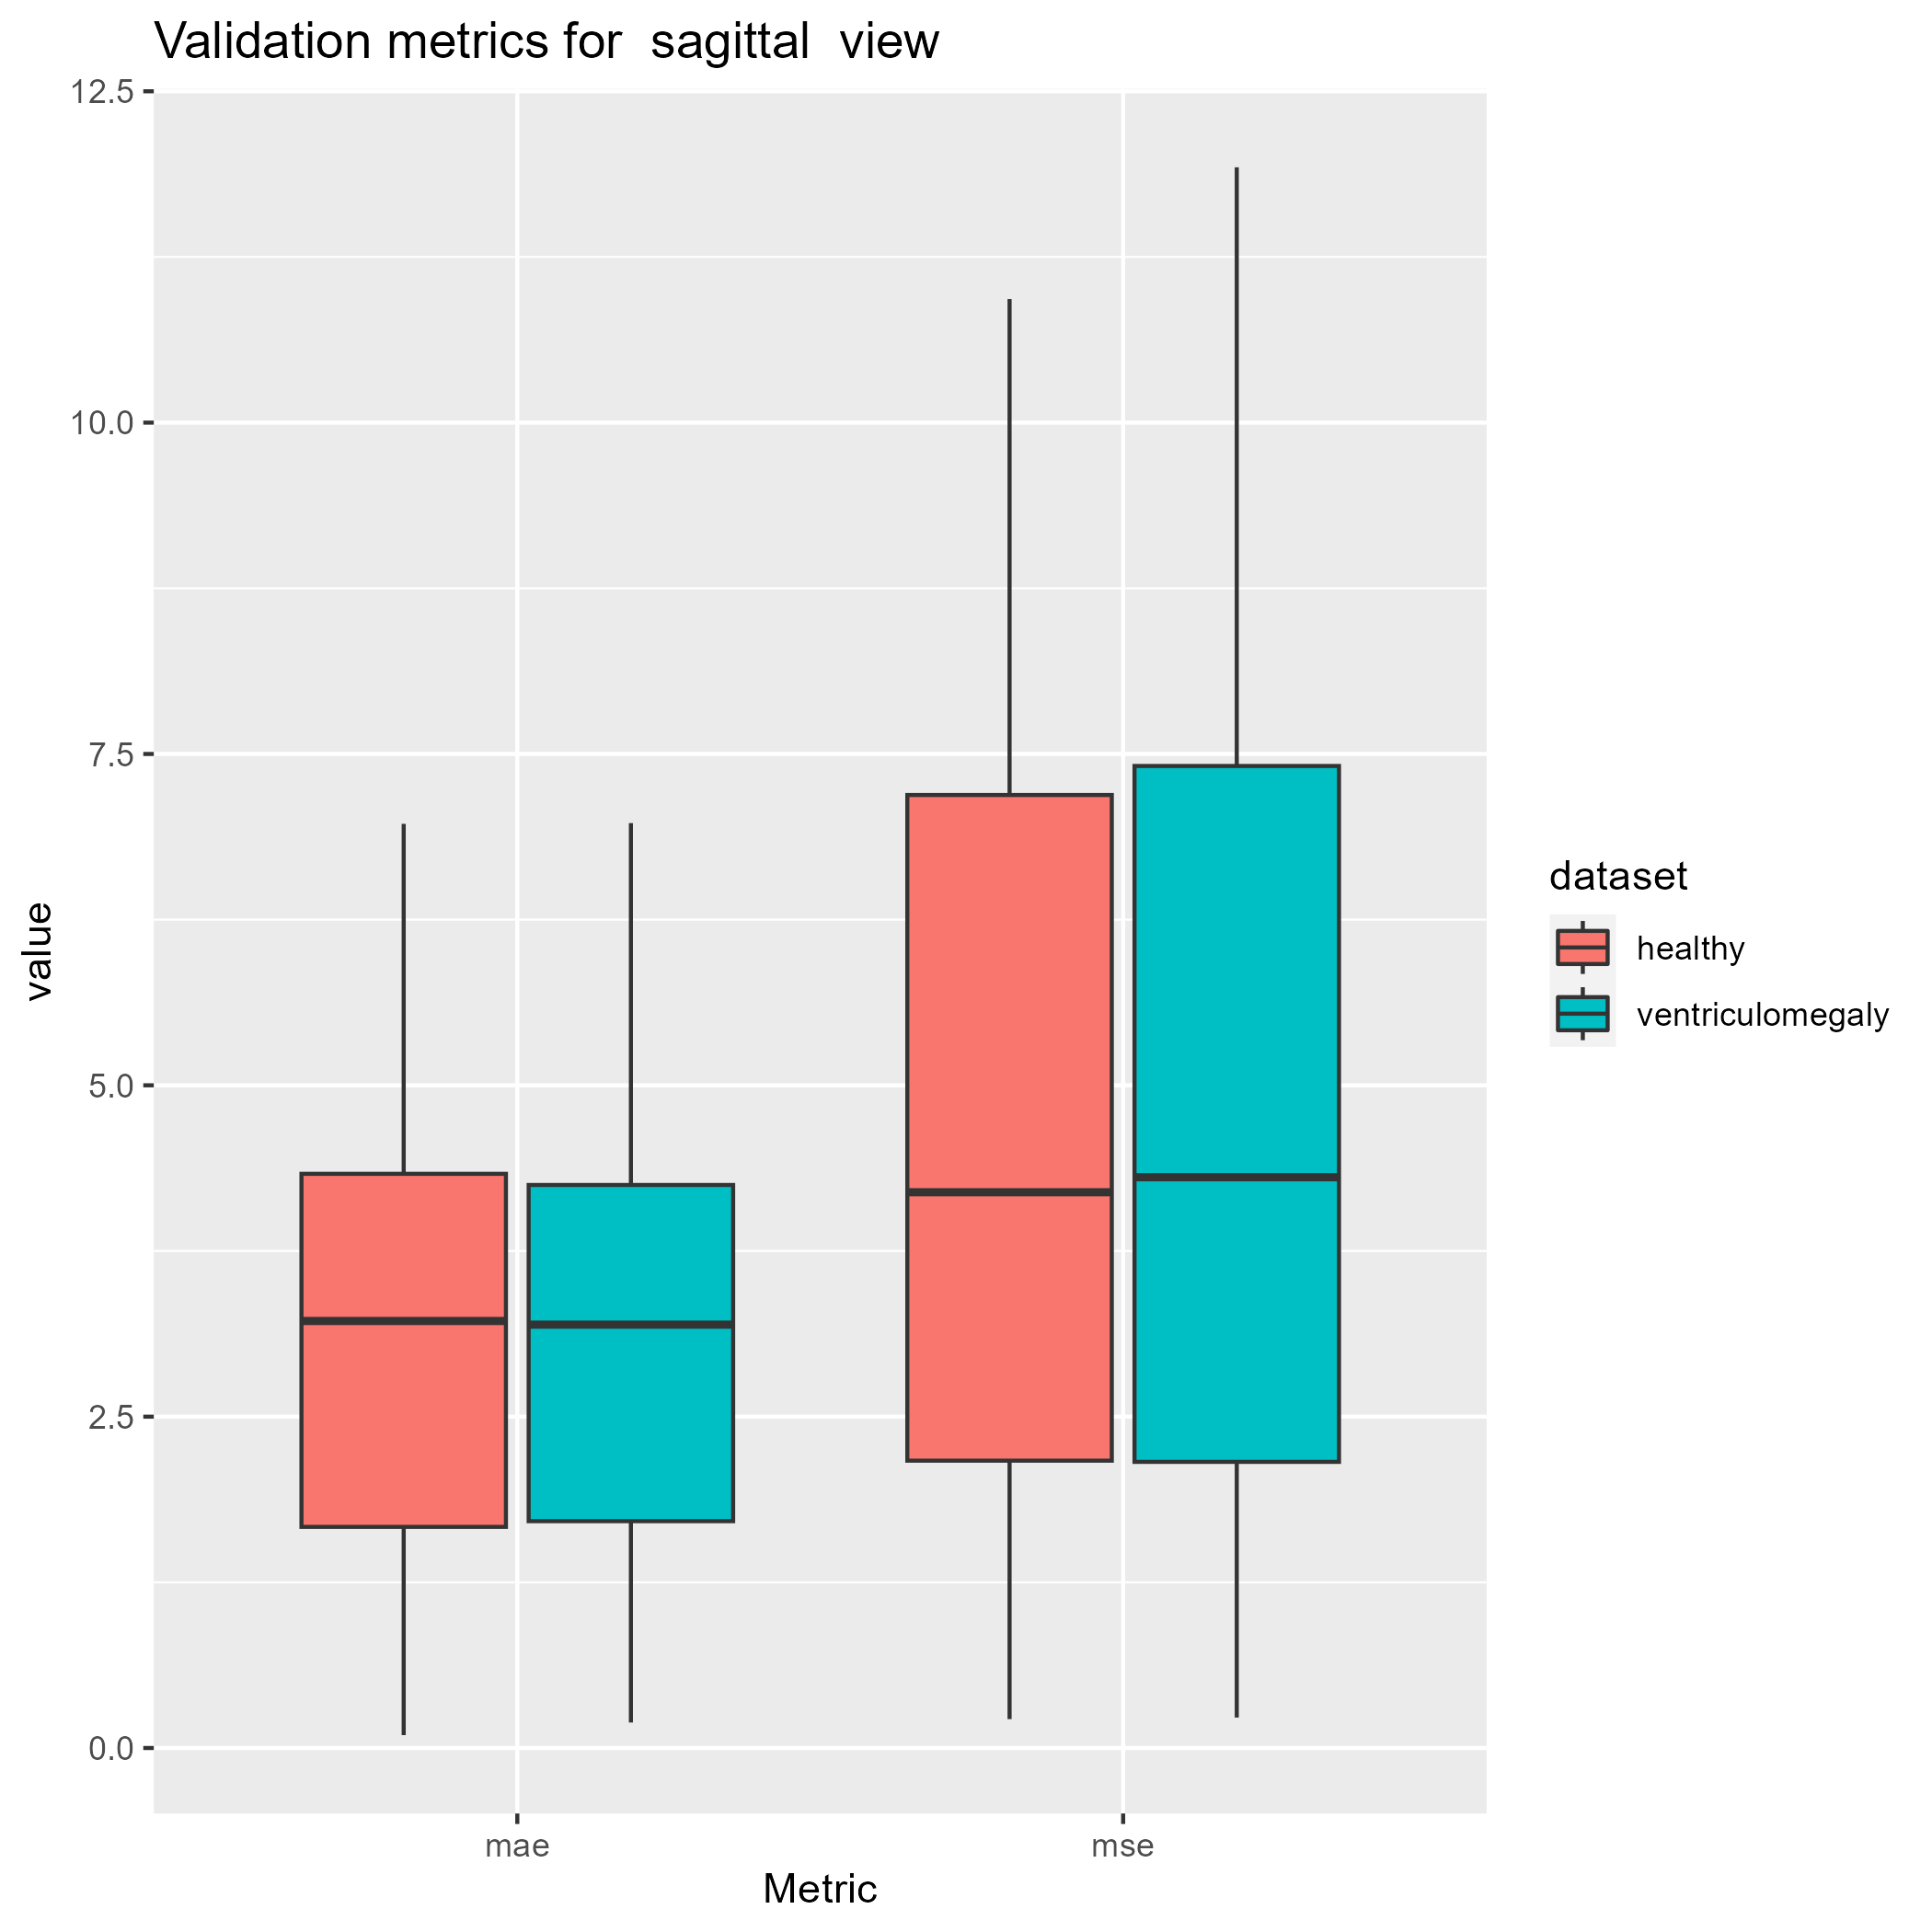 Validation metrics for  sagittal  view
12.5
10.0
7.5
5.0
2.5
0.0
value
mae
mse
Metric
dataset
healthy
ventriculomegaly